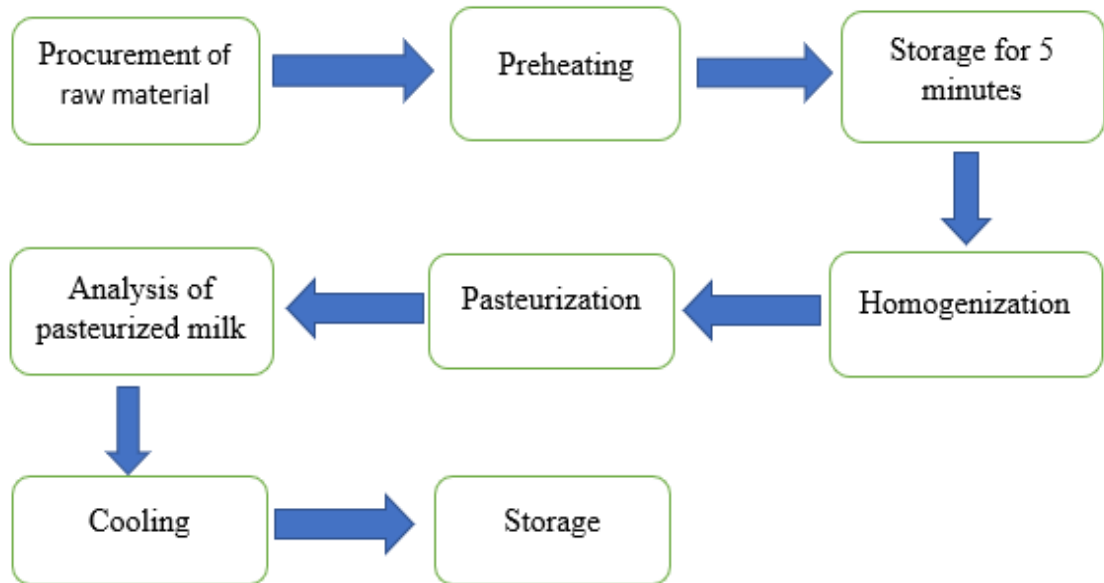 Procurement of
raw material
Preheating
Storage for 5
minutes
Homogenization
Pasteurization
Analysis of
pasteurized milk
Cooling
Storage